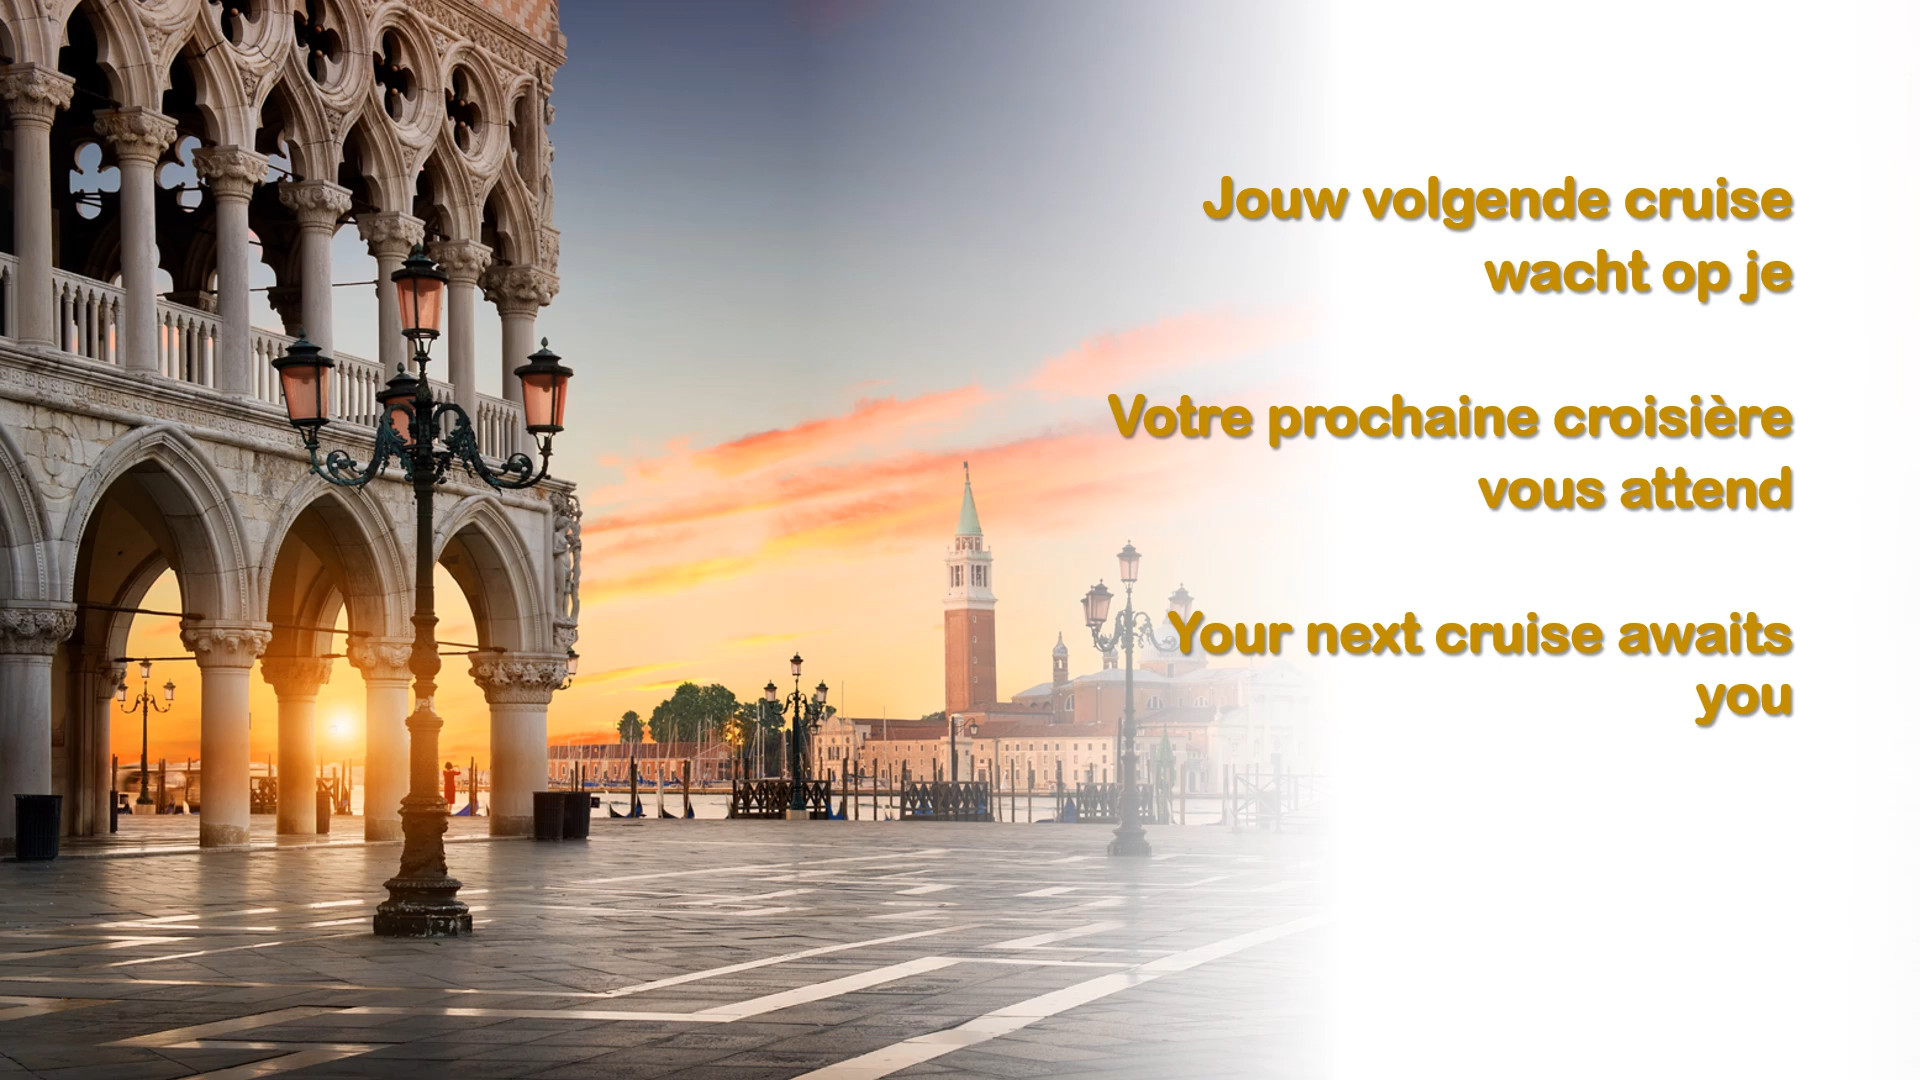 Jouw volgende cruise
wacht op je
Votre prochaine croisière
vous attend
Your next cruise awaits
you